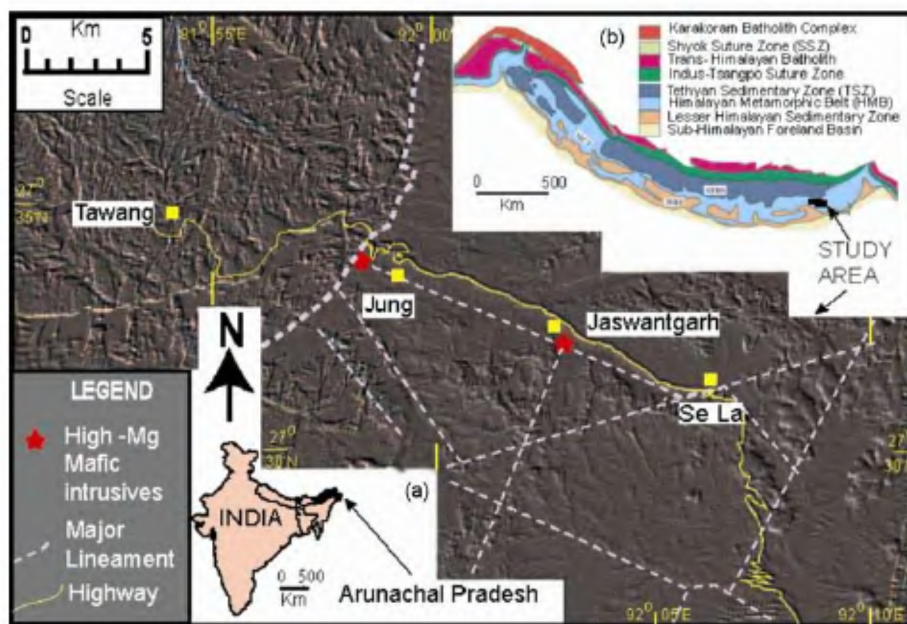 Km
0 5
Scale
91° 55'E
92° 00'
(b)
Karakoram Batholith Complex
Shyok Suture Zone (SSZ)
Trans- Himalayan Batholith
Indus-Tsangpo Suture Zone
Tethyan Sedimentary Zone (TSZ)
Himalayan Metamorphic Belt (HMB)
Lesser Himalayan Sedimentary Zone
Sub-Himalayan Foreland Basin
0 500
Km
STUDY
AREA
27°
35'N
Tawang
Jung
Jaswantgarh
Se La
N
LEGEND
High -Mg
Mafic
intrusives
Major
Lineament
Highway
27°
30'N
27°
(a)
INDIA
0 500
Km
Arunachal Pradesh
92° 05'E
92° 10'E